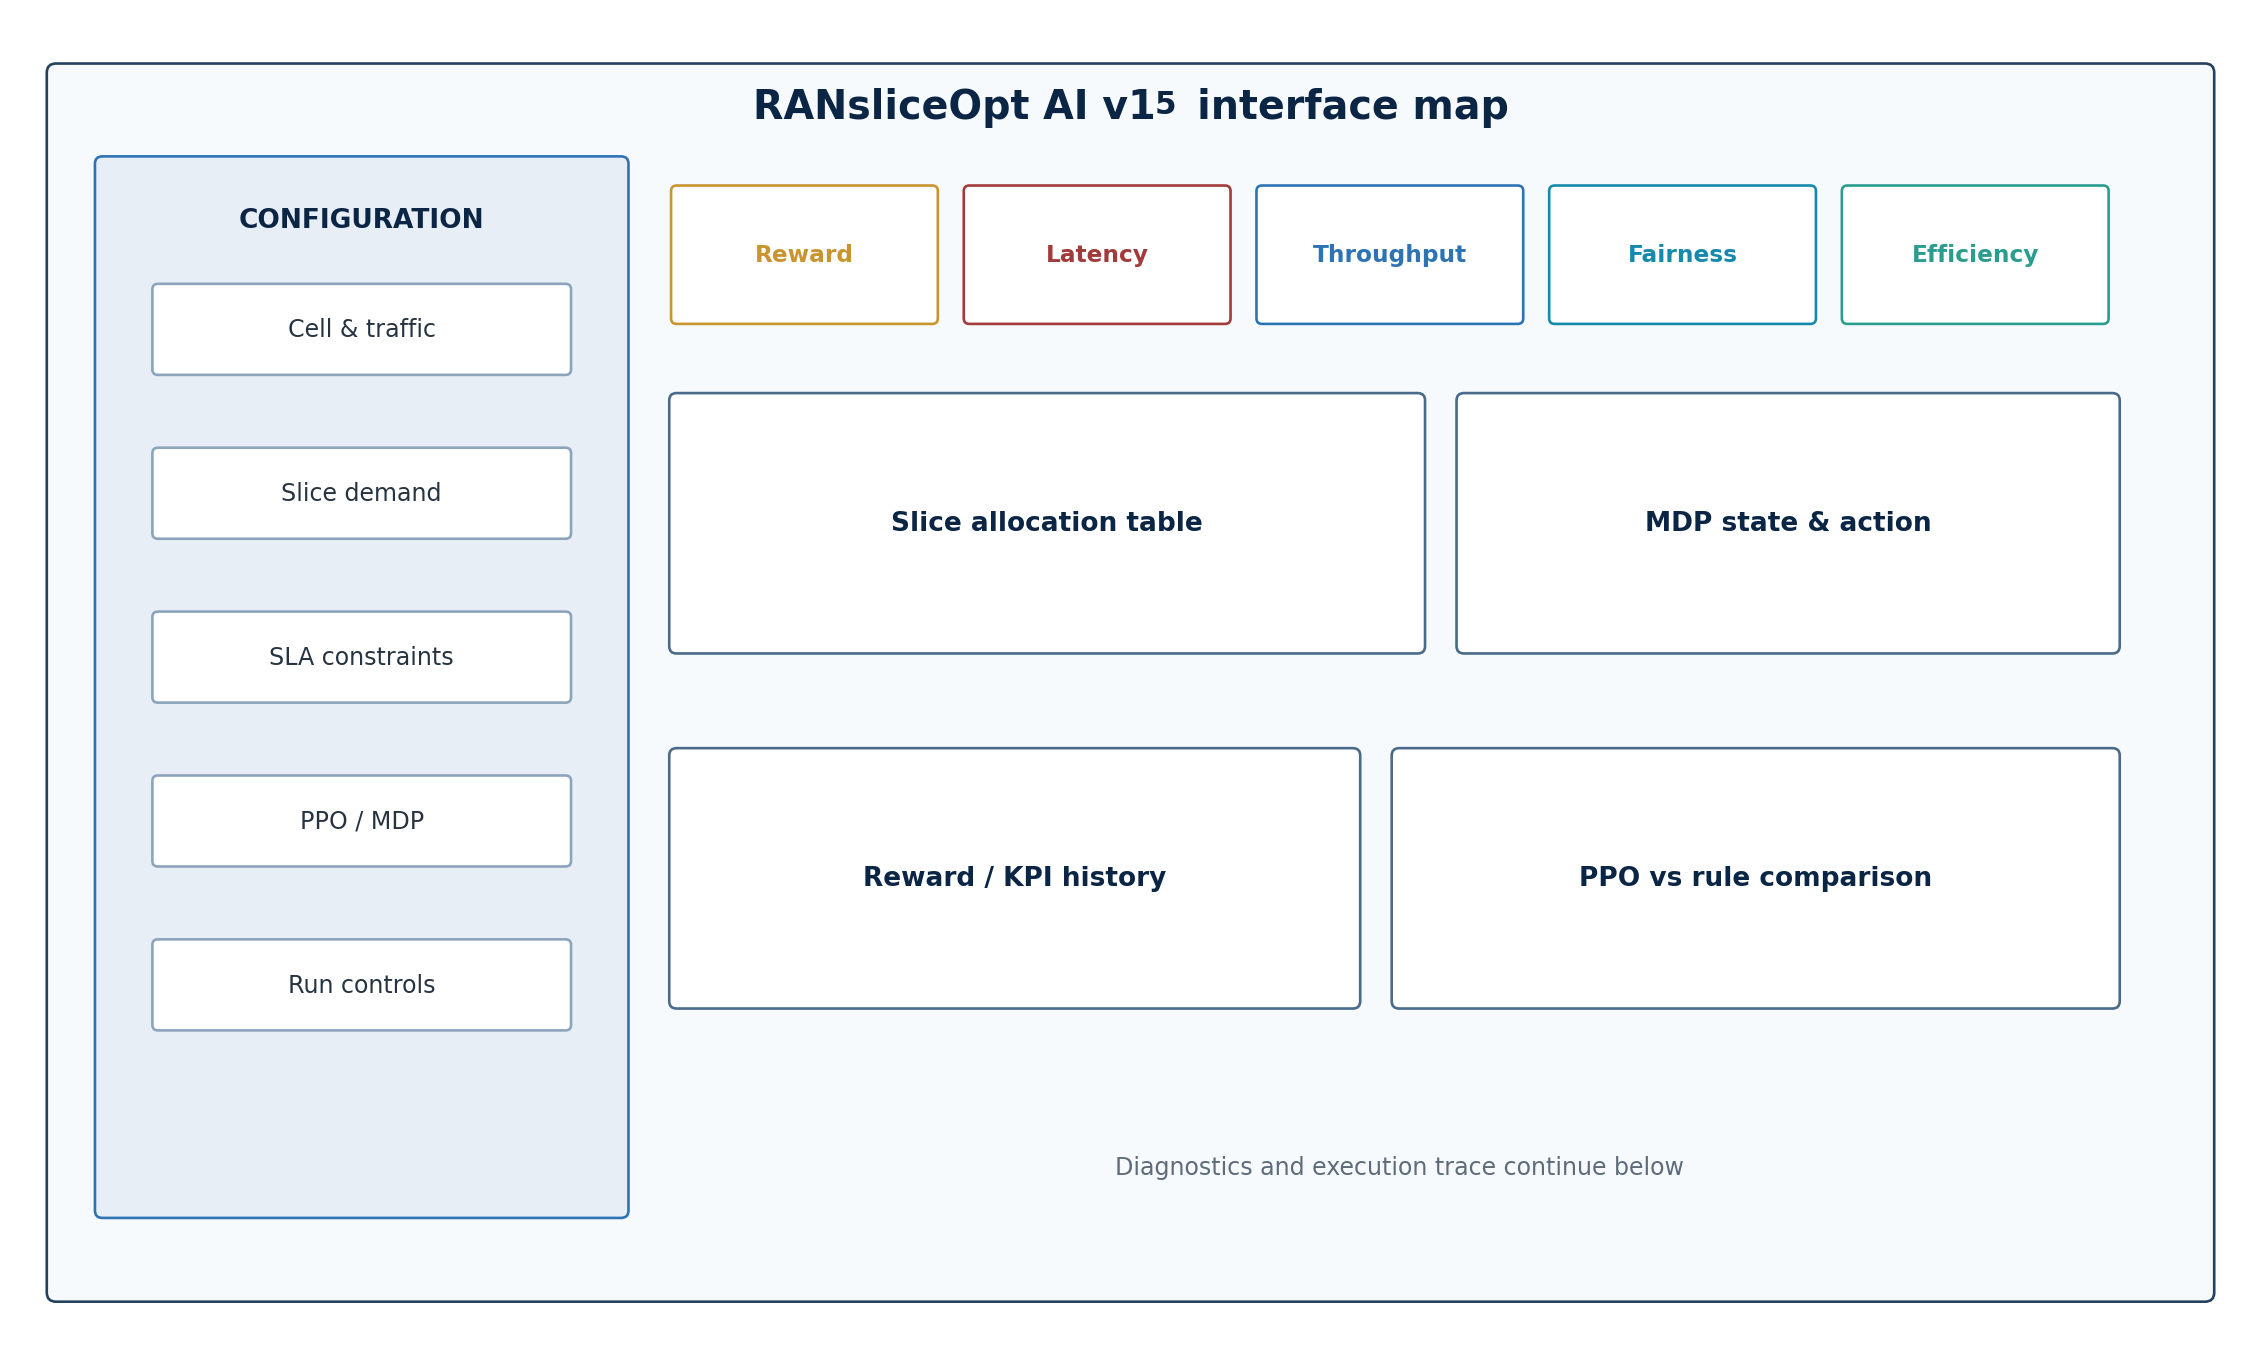 RANsliceOpt AI v15 interface map
CONFIGURATION
Cell & traffic
Slice demand
SLA constraints
PPO / MDP
Run controls
Reward
Latency
Throughput
Fairness
Efficiency
Slice allocation table
MDP state & action
Reward / KPI history
PPO vs rule comparison
Diagnostics and execution trace continue below